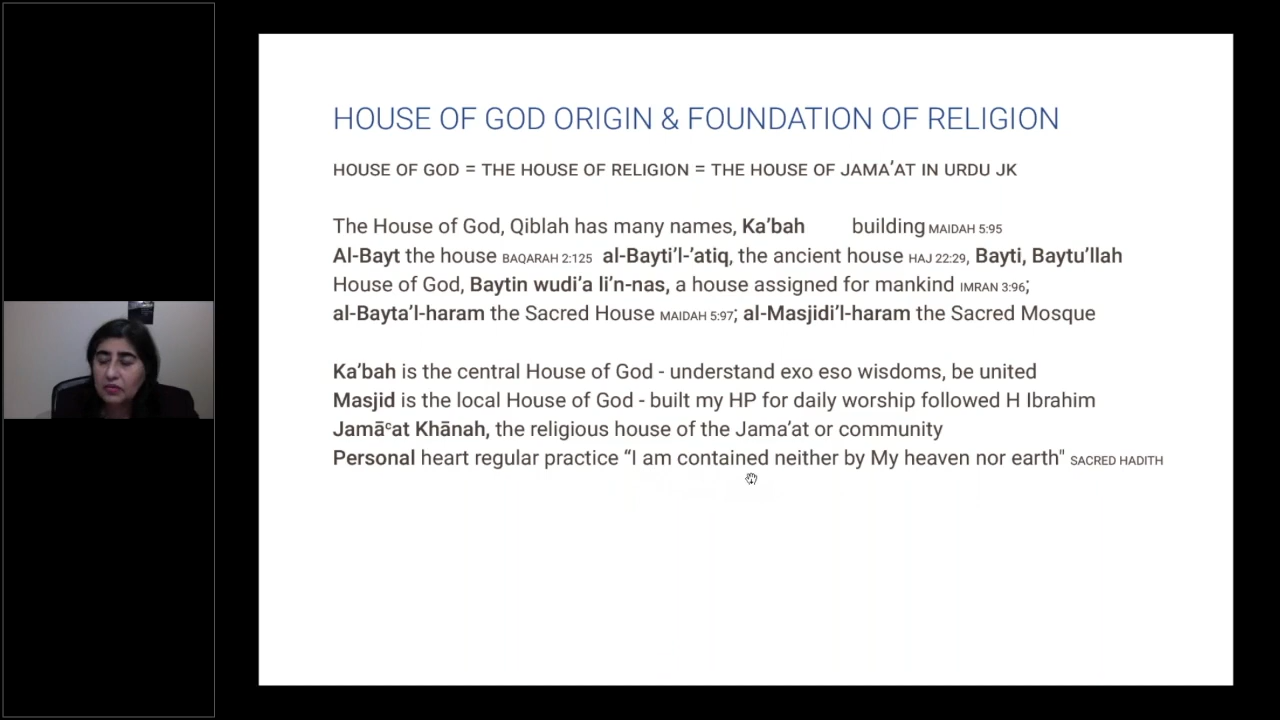 HOUSE OF GOD ORIGIN & FOUNDATION OF RELIGION
HOUSE OF GOD = THE HOUSE OF RELIGION = THE HOUSE OF JAMA’AT IN URDU JK
The House of God, Qiblah has many names, Ka’bah building MAIDAH 5:95
Al-Bayt the house BAQARAH 2:125 al-Bayti’l-’atiq, the ancient house HAJ 22:29, Bayti, Baytu’llah
House of God, Baytin wudi’a li’n-nas, a house assigned for mankind IMRAN 3:96;
al-Bayta’l-haram the Sacred House MAIDAH 5:97; al-Masjidi’l-haram the Sacred Mosque
Ka’bah is the central House of God - understand exo eso wisdoms, be united
Masjid is the local House of God - built my HP for daily worship followed H Ibrahim
Jamāᶜat Khānah, the religious house of the Jama’at or community
Personal heart regular practice “I am contained neither by My heaven nor earth" SACRED HADITH